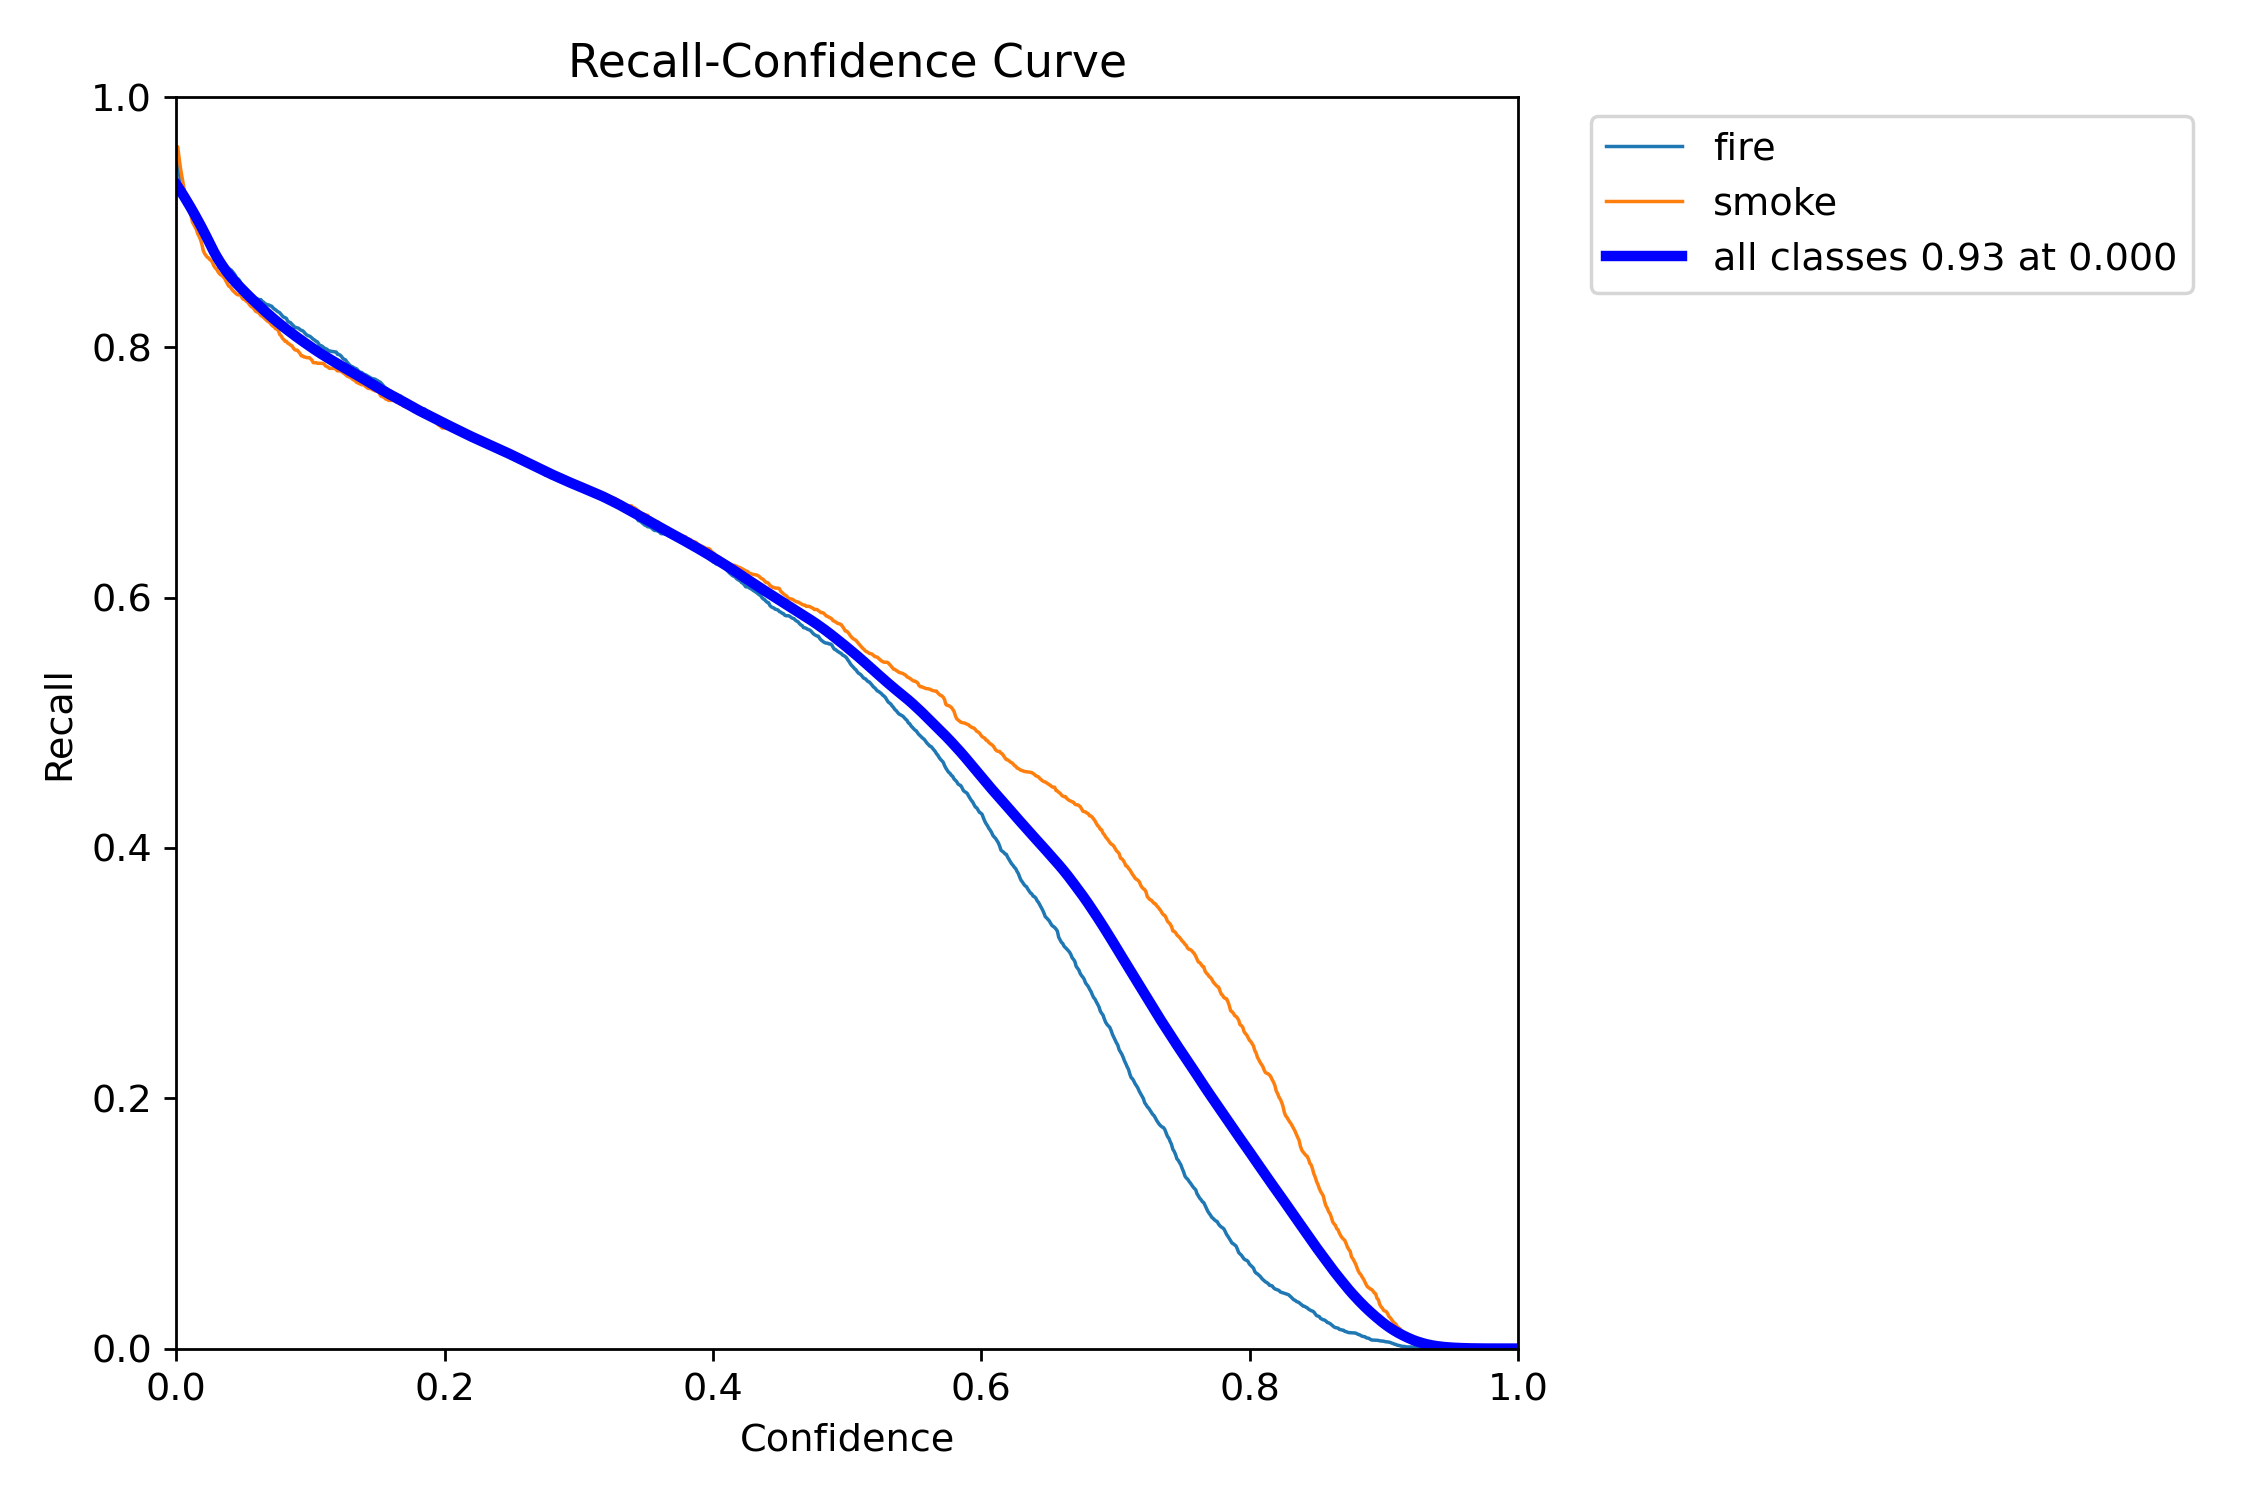 Recall-Confidence Curve
1.0
0.8
0.6
0.4
0.2
0.0
Recall
0.0 0.2 0.4 0.6 0.8 1.0
Confidence
fire
smoke
all classes 0.93 at 0.000